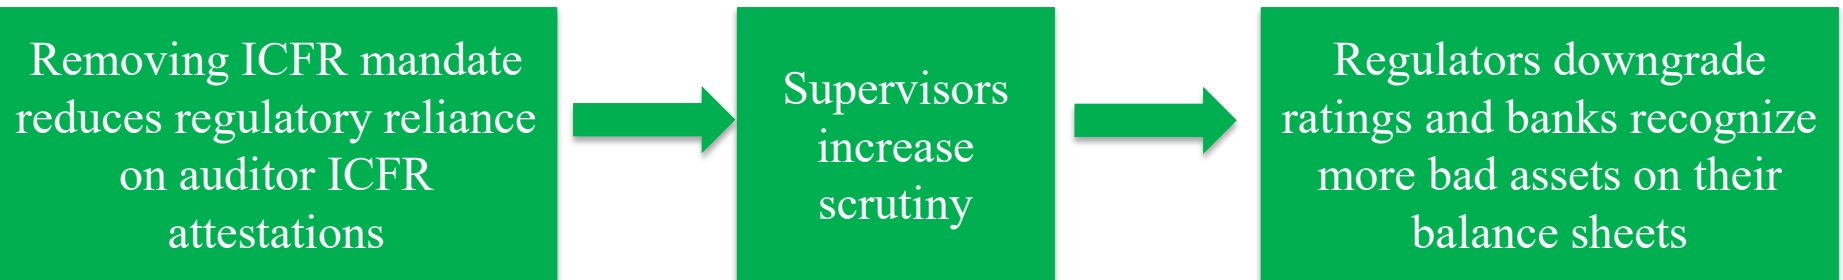 Removing ICFR mandate
reduces regulatory reliance
on auditor ICFR
attestations
Supervisors
increase
scrutiny
Regulators downgrade
ratings and banks recognize
more bad assets on their
balance sheets